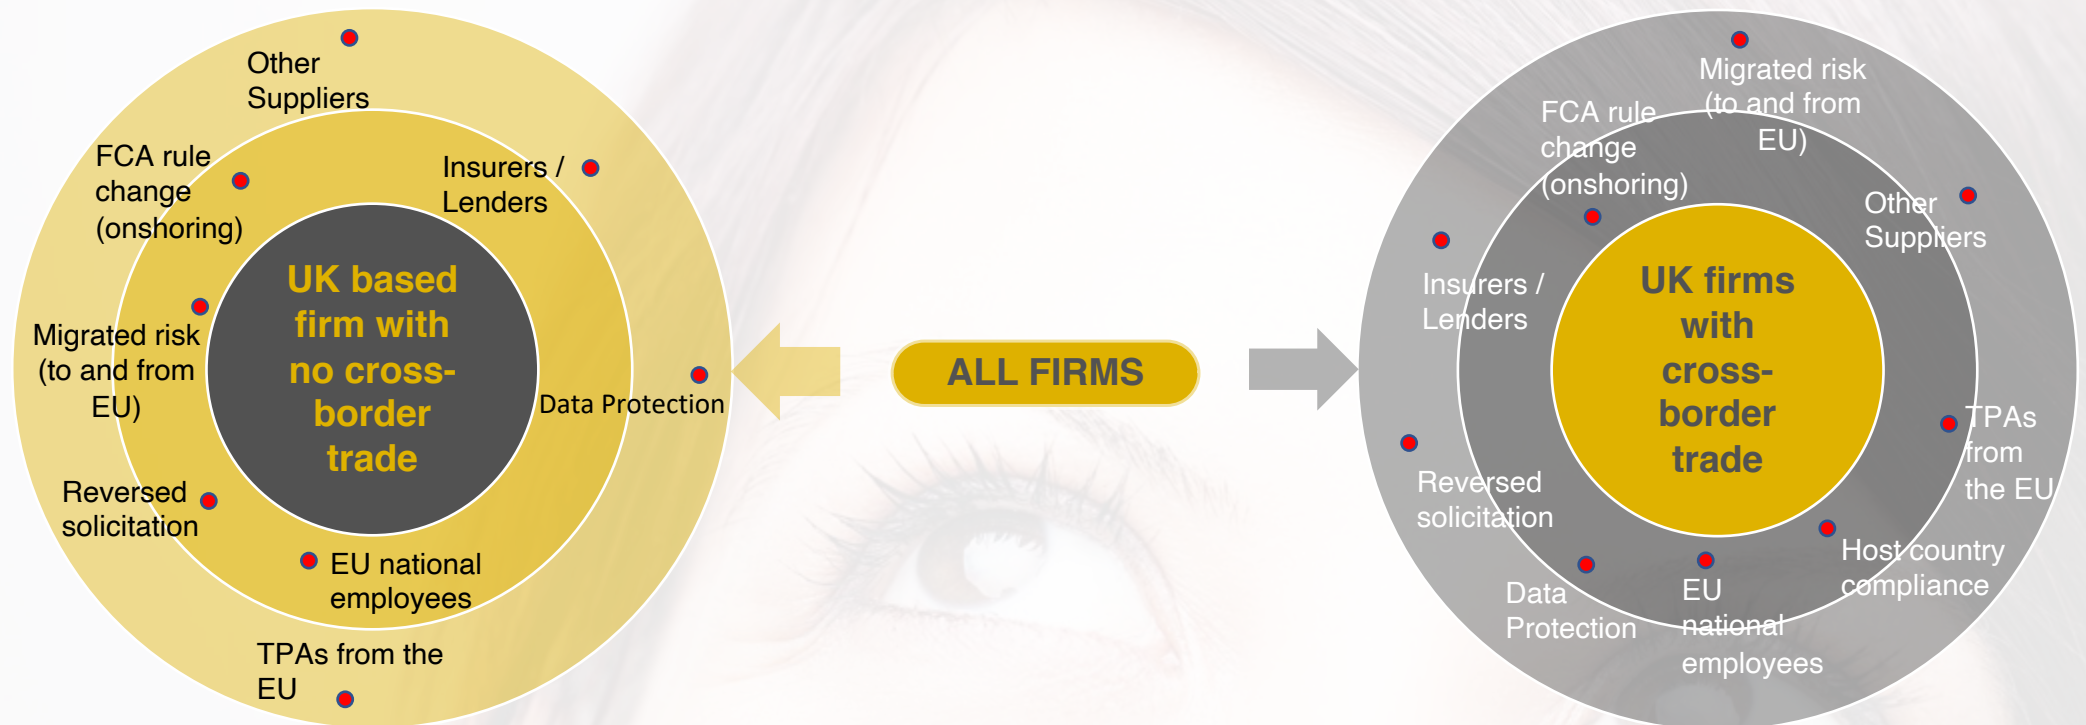 Other
Suppliers
FCA rule
change
(onshoring)
Insurers /
Lenders
UK based
firm with
no cross-
border
trade
Migrated risk
(to and from
EU)
Data Protection
Reversed
solicitation
EU national
employees
TPAs from the
EU
ALL FIRMS
Migrated risk
(to and from
EU)
FCA rule
change
(onshoring)
Other
Suppliers
Insurers /
Lenders
UK firms
with
cross-
border
trade
TPAs
from
the EU
Reversed
solicitation
Host country
compliance
Data
Protection
EU
national
employees